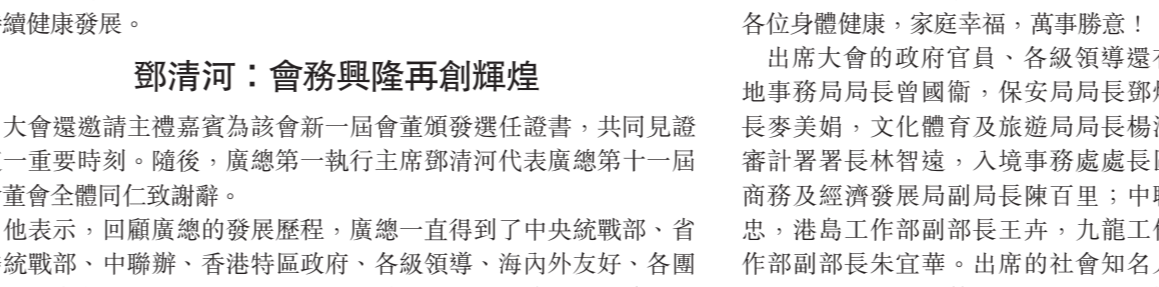 續健康發展。
鄧清河：會務興隆再創輝煌
大會還邀請主禮嘉賓為該會新一屆會董頒發選任證書，共同見證
一重要時刻。隨後，廣總第一執行主席鄧清河代表廣總第十一屆
董會全體同仁致謝辭。
他表示，回顧廣總的發展歷程，廣總一直得到了中央統戰部、省
統戰部、中聯辦、香港特區政府、各級領導、海內外友好、各團
各位身體健康，家庭幸福，萬事勝意！
出席大會的政府官員、各級領導還
地事務局局長曾國衞，保安局局長鄧
長麥美娟，文化體育及旅遊局局長楊
審計署署長林智遠，入境事務處處長
商務及經濟發展局副局長陳百里；中
忠，港島工作部副部長王卉，九龍工
作部副部長朱宜華。出席的社會知名